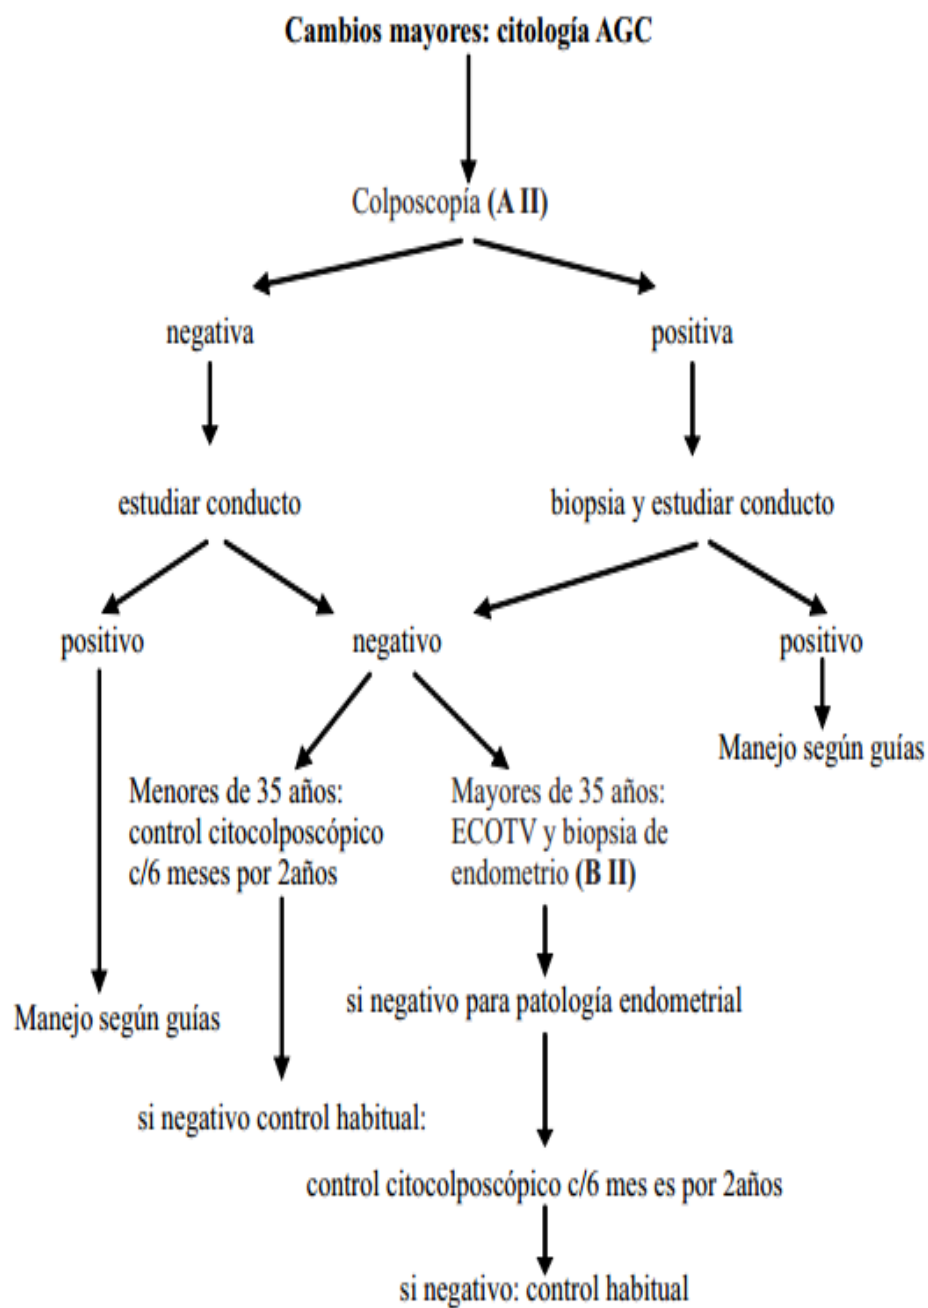 Cambios mayores: citología AGC
Colposcopía (A II)
negativa
positiva
estudiar conducto
biopsia y estudiar conducto
positivo
negativo
positivo
Manejo según guías
Menores de 35 años:
control citocolposcópico
c/6 meses por 2años
Mayores de 35 años:
ECOTV y biopsia de
endometrio (B II)
Manejo según guías
si negativo para patología endometrial
si negativo control habitual:
control citocolposcópico c/6 mes es por 2años
si negativo: control habitual